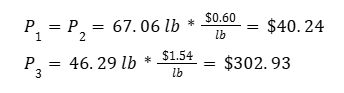 P₁ = P₂ = 67.06 lb * $0.60/lb = $40.24
P₃ = 46.29 lb * $1.54/lb = $302.93